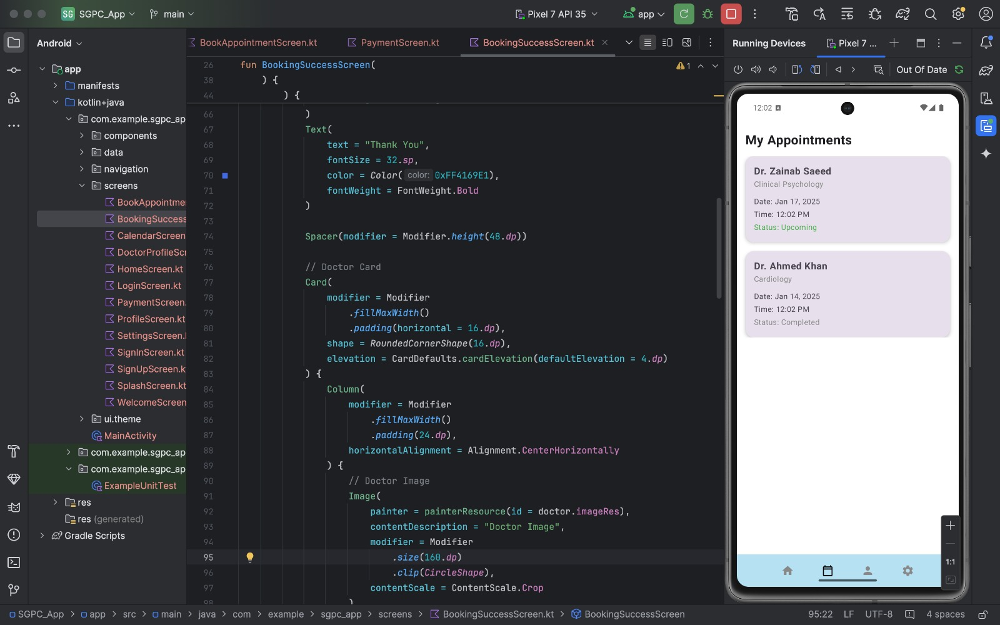 SG SGPC_App main Pixel 7 API 35 app
Android
app
manifests
kotlin+java
com.example.sgpc_ap
components
data
navigation
screens
BookAppointme
BookingSuccess
CalendarScreen
DoctorProfileScr
HomeScreen.kt
LoginScreen.kt
PaymentScreen.
ProfileScreen.kt
SettingsScreen.
SignInScreen.kt
SignUpScreen.k
SplashScreen.kt
WelcomeScreen
ui.theme
MainActivity
com.example.sgpc_ap
com.example.sgpc_ap
ExampleUnitTest
res
res (generated)
Gradle Scripts
BookAppointmentScreen.kt PaymentScreen.kt BookingSuccessScreen.kt
26 fun BookingSuccessScreen( 1
38 ) {
44 ) {
66 )
67 Text(
68 text = "Thank You",
69 fontSize = 32.sp,
70 color = Color( color: 0xFF4169E1),
71 fontWeight = FontWeight.Bold
72 )
73
74 Spacer(modifier = Modifier.height(48.dp))
75
76 // Doctor Card
77 Card(
78 modifier = Modifier
79 .fillMaxWidth()
80 .padding(horizontal = 16.dp),
81 shape = RoundedCornerShape(16.dp),
82 elevation = CardDefaults.cardElevation(defaultElevation = 4.dp)
83 ) {
84 Column(
85 modifier = Modifier
86 .fillMaxWidth()
87 .padding(24.dp),
88 horizontalAlignment = Alignment.CenterHorizontally
89 ) {
90 // Doctor Image
91 Image(
92 painter = painterResource(id = doctor.imageRes),
93 contentDescription = "Doctor Image",
94 modifier = Modifier
95 .size(160.dp)
96 .clip(CircleShape),
97 contentScale = ContentScale.Crop
98 )
Running Devices Pixel 7 ...
Out Of Date
12:02
My Appointments
Dr. Zainab Saeed
Clinical Psychology
Date: Jan 17, 2025
Time: 12:02 PM
Status: Upcoming
Dr. Ahmed Khan
Cardiology
Date: Jan 14, 2025
Time: 12:02 PM
Status: Completed
1:1
SGPC_App app src main java com example sgpc_app screens BookingSuccessScreen.kt BookingSuccessScreen 95:22 LF UTF-8 4 spaces